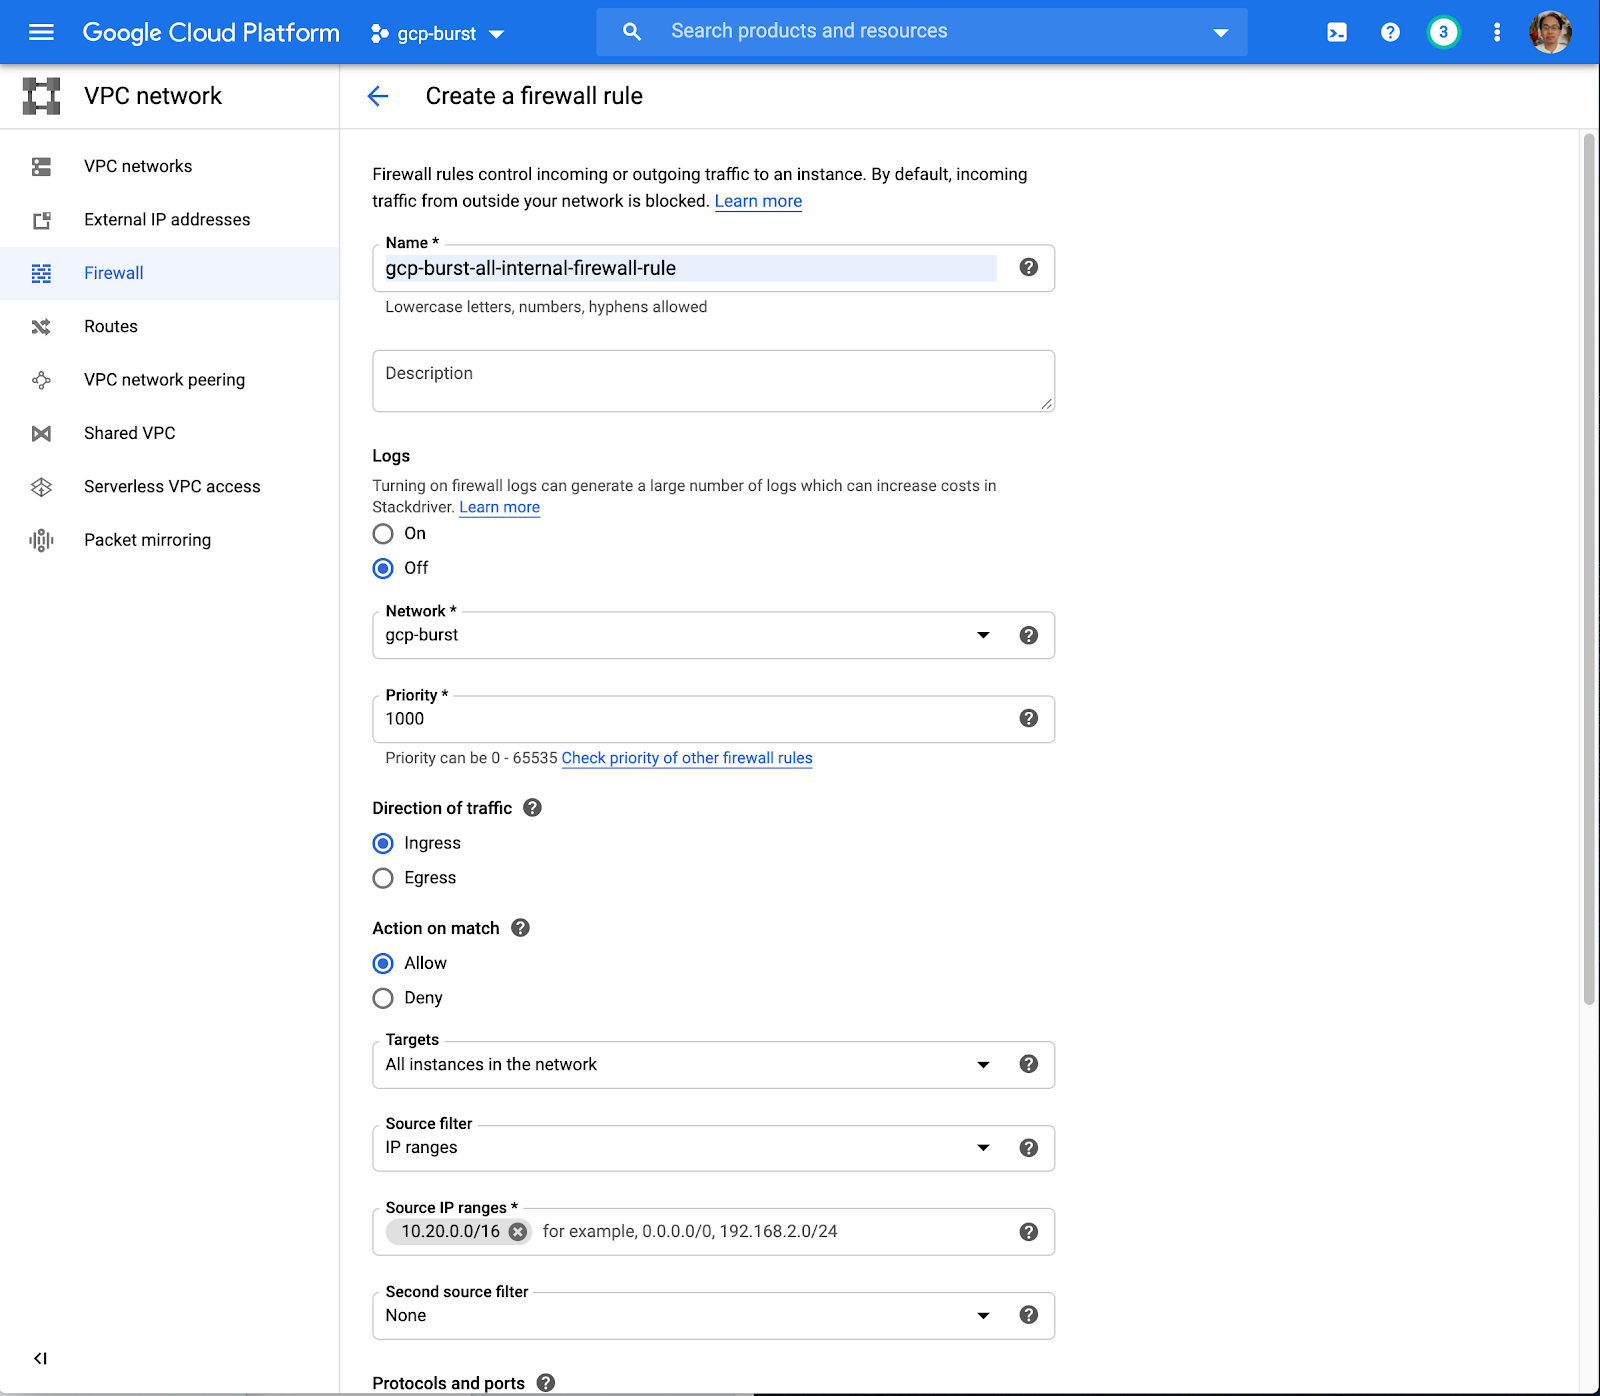 Google Cloud Platform
gcp-burst
Search products and resources
3
VPC network
Create a firewall rule
VPC networks
External IP addresses
Firewall
Routes
VPC network peering
Shared VPC
Serverless VPC access
Packet mirroring
Firewall rules control incoming or outgoing traffic to an instance. By default, incoming
traffic from outside your network is blocked. Learn more
Name *
gcp-burst-all-internal-firewall-rule
Lowercase letters, numbers, hyphens allowed
Description
Logs
Turning on firewall logs can generate a large number of logs which can increase costs in
Stackdriver. Learn more
On
Off
Network *
gcp-burst
Priority *
1000
Priority can be 0 - 65535 Check priority of other firewall rules
Direction of traffic
Ingress
Egress
Action on match
Allow
Deny
Targets
All instances in the network
Source filter
IP ranges
Source IP ranges *
10.20.0.0/16 for example, 0.0.0.0/0, 192.168.2.0/24
Second source filter
None
Protocols and ports